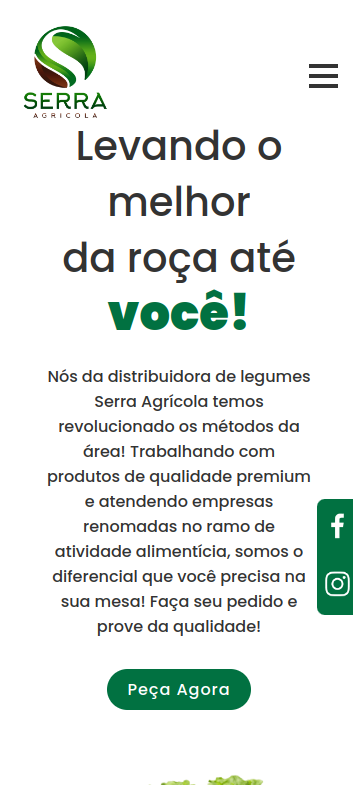 SERRA
AGRICOLA
Levando o
melhor
da roça até
você!
Nós da distribuidora de legumes
Serra Agrícola temos
revolucionado os métodos da
área! Trabalhando com
produtos de qualidade premium
e atendendo empresas
renomadas no ramo de
atividade alimentícia, somos o
diferencial que você precisa na
sua mesa! Faça seu pedido e
prove da qualidade!
Peça Agora